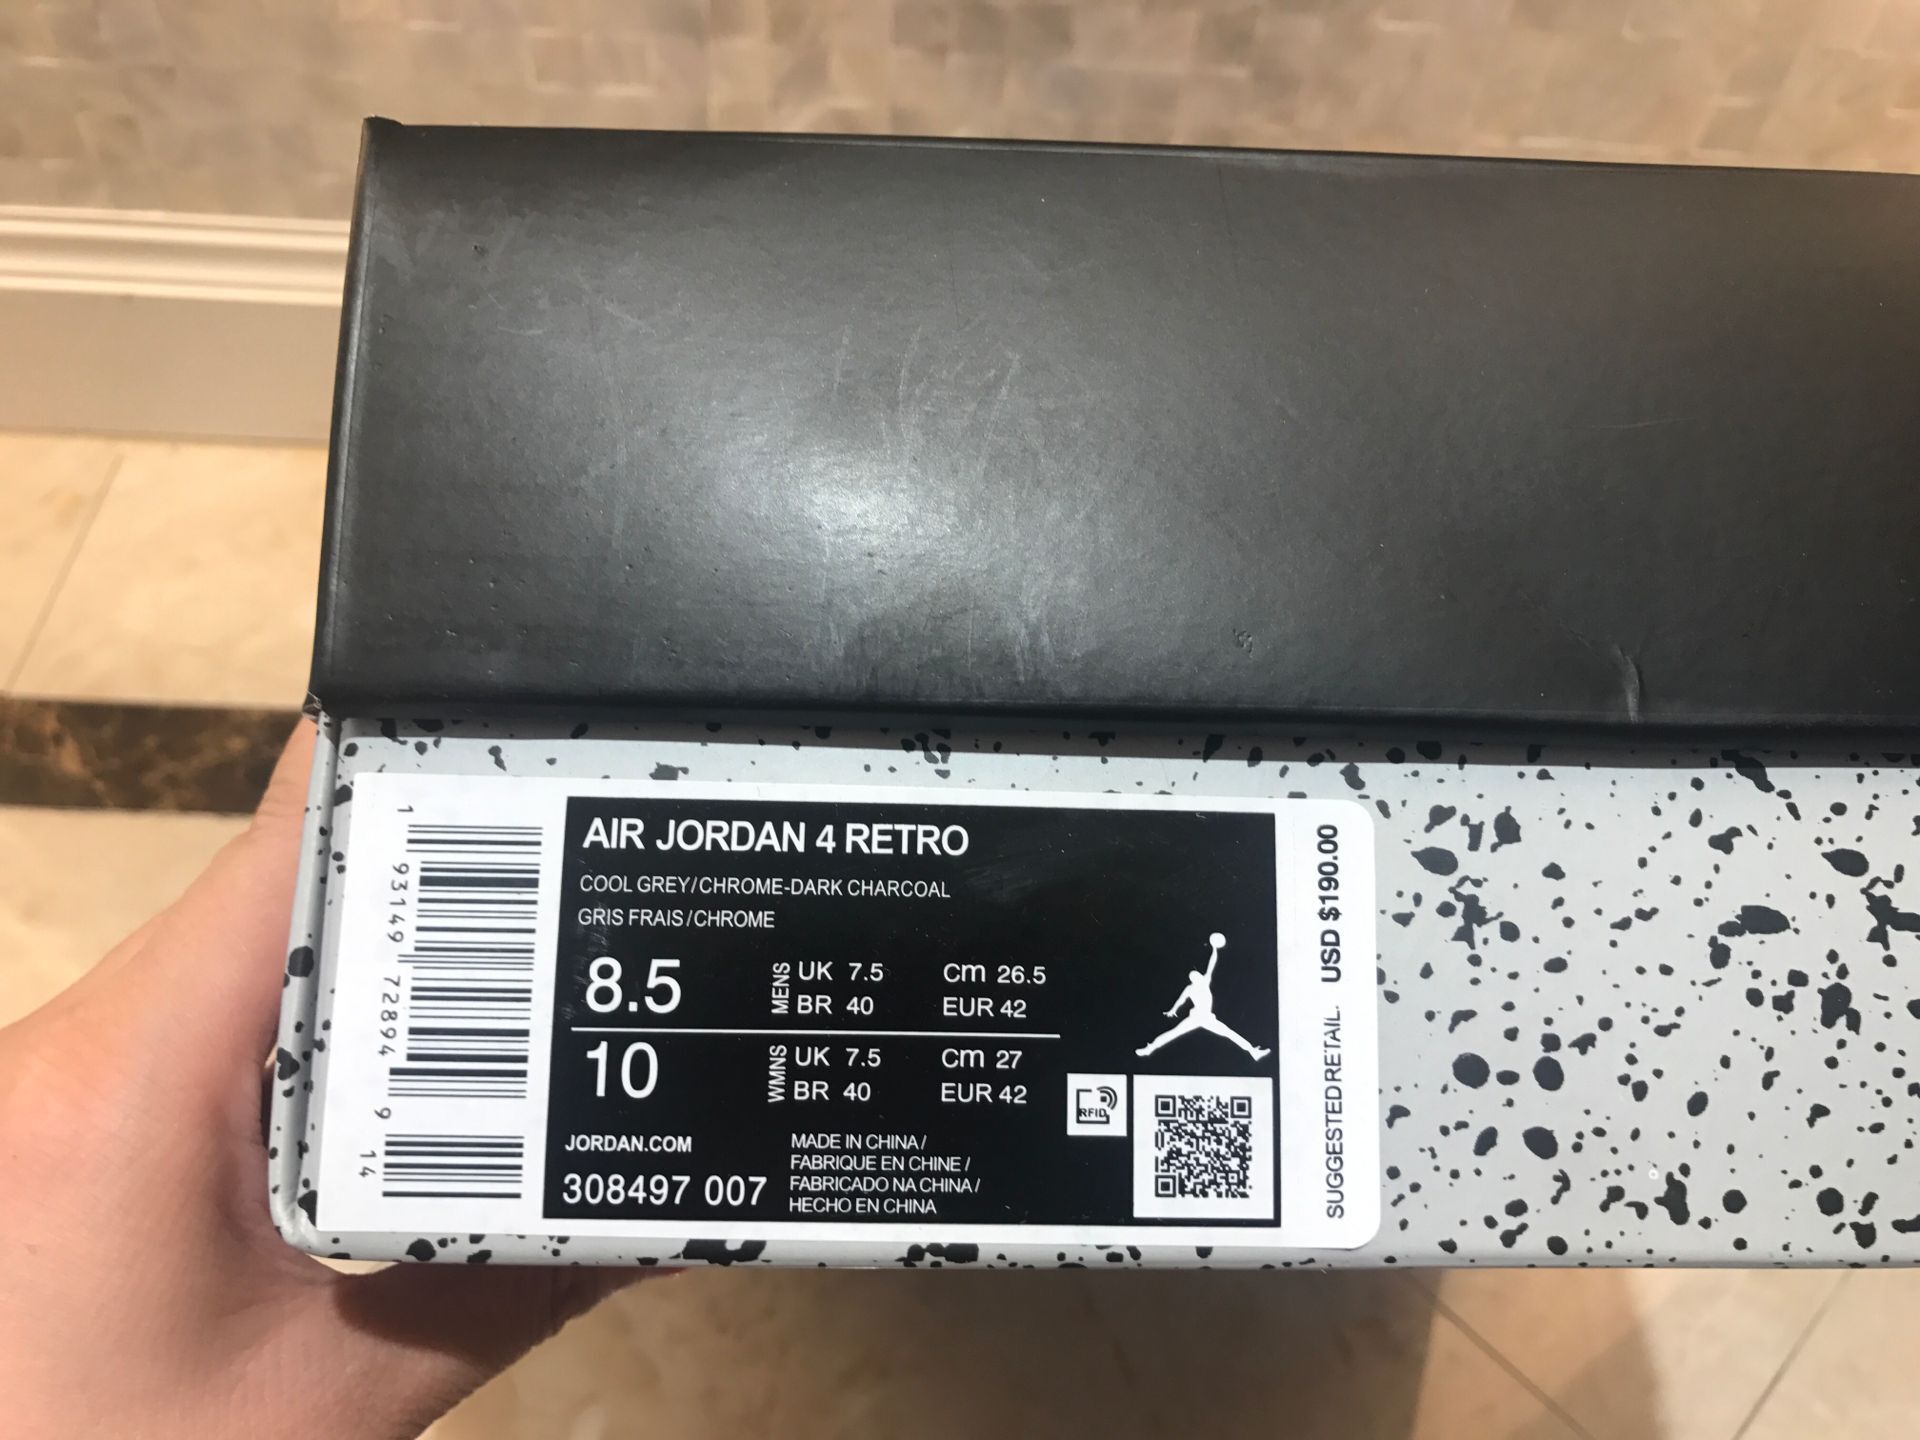 AIR JORDAN 4 RETRO
COOL GREY/CHROME-DARK CHARCOAL
GRIS FRAIS/CHROME
8.5 MENS UK 7.5 Cm 26.5
BR 40 EUR 42
10 WMNS UK 7.5 Cm 27
BR 40 EUR 42
RFID
JORDAN.COM
308497 007
MADE IN CHINA/
FABRIQUE EN CHINE/
FABRICADO NA CHINA/
HECHO EN CHINA
1 93149 72894 9 14
SUGGESTED RETAIL. USD $190.00